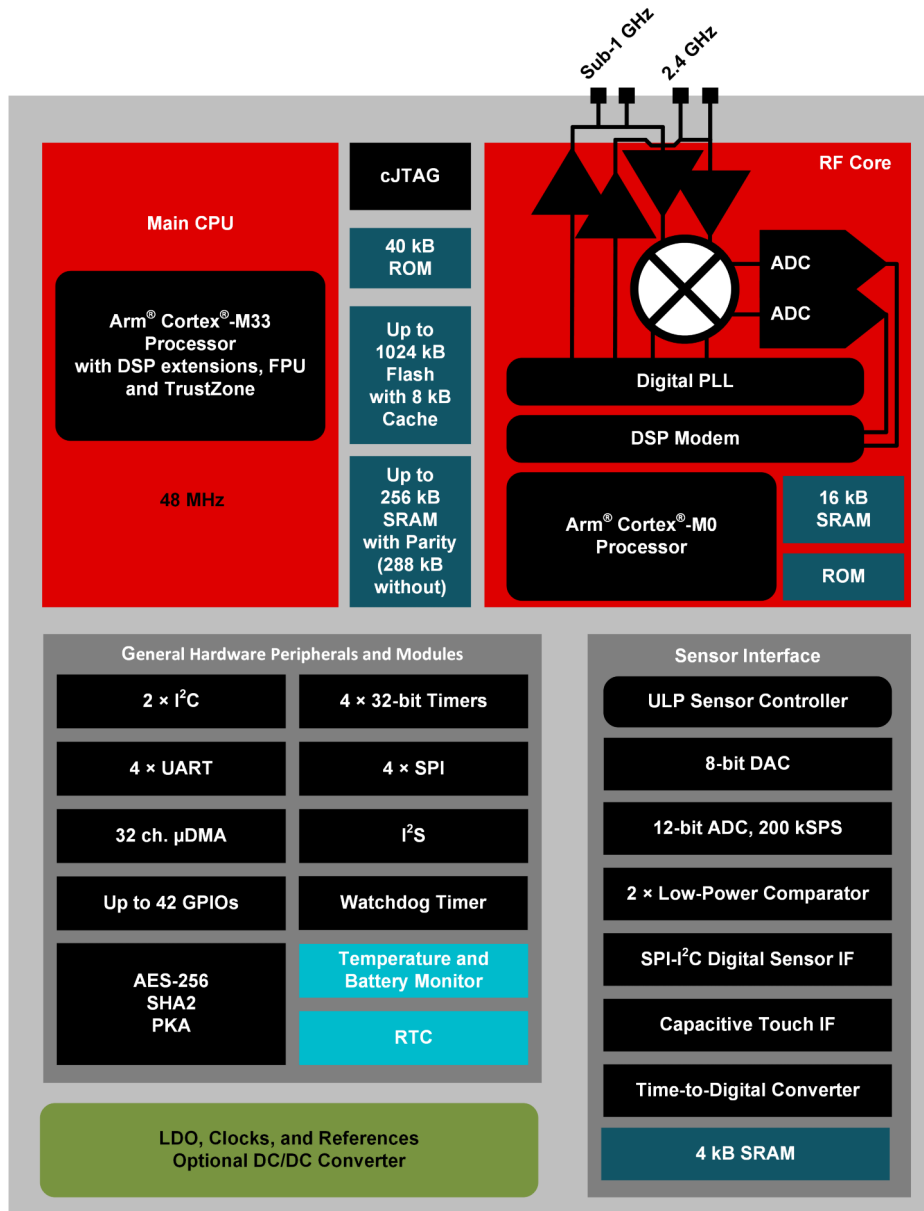 Sub-1 GHz
2.4 GHz
Main CPU
Arm® Cortex®-M33
Processor
with DSP extensions, FPU
and TrustZone
48 MHz
cJTAG
40 kB
ROM
Up to
1024 kB
Flash
with 8 kB
Cache
Up to
256 kB
SRAM
with Parity
(288 kB
without)
RF Core
ADC
ADC
Digital PLL
DSP Modem
Arm® Cortex®-M0
Processor
16 kB
SRAM
ROM
General Hardware Peripherals and Modules
2 × I²C
4 × 32-bit Timers
4 × UART
4 × SPI
32 ch. µDMA
I²S
Up to 42 GPIOs
Watchdog Timer
AES-256
SHA2
PKA
Temperature and
Battery Monitor
RTC
LDO, Clocks, and References
Optional DC/DC Converter
Sensor Interface
ULP Sensor Controller
8-bit DAC
12-bit ADC, 200 kSPS
2 × Low-Power Comparator
SPI-I²C Digital Sensor IF
Capacitive Touch IF
Time-to-Digital Converter
4 kB SRAM